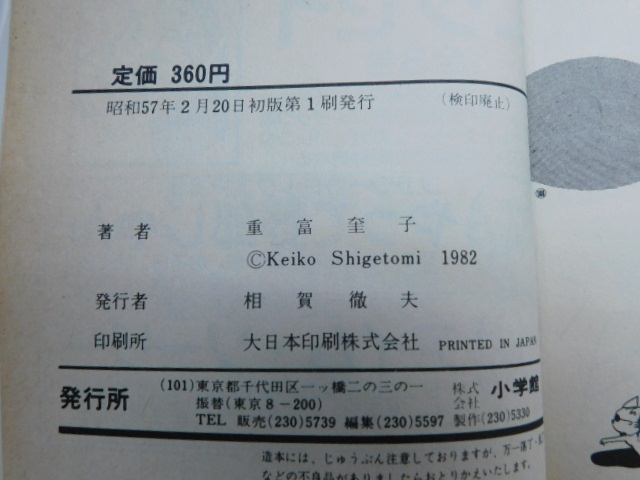 定価 360円
昭和57年2月20日初版第1刷発行 (検印廃止)
著者 重富奎子
©Keiko Shigetomi 1982
発行者 相賀徹夫
印刷所 大日本印刷株式会社 PRINTED IN JAPAN
発行所 (101)東京都千代田区一ッ橋二の三の一 株式会社 小学館
振替(東京8-200)
TEL 販売(230)5739 編集(230)5597 製作(230)5330
造本には、じゅうぶん注意しておりますが、万一落丁・
などの不良品がありましたらおとりかえいたします。